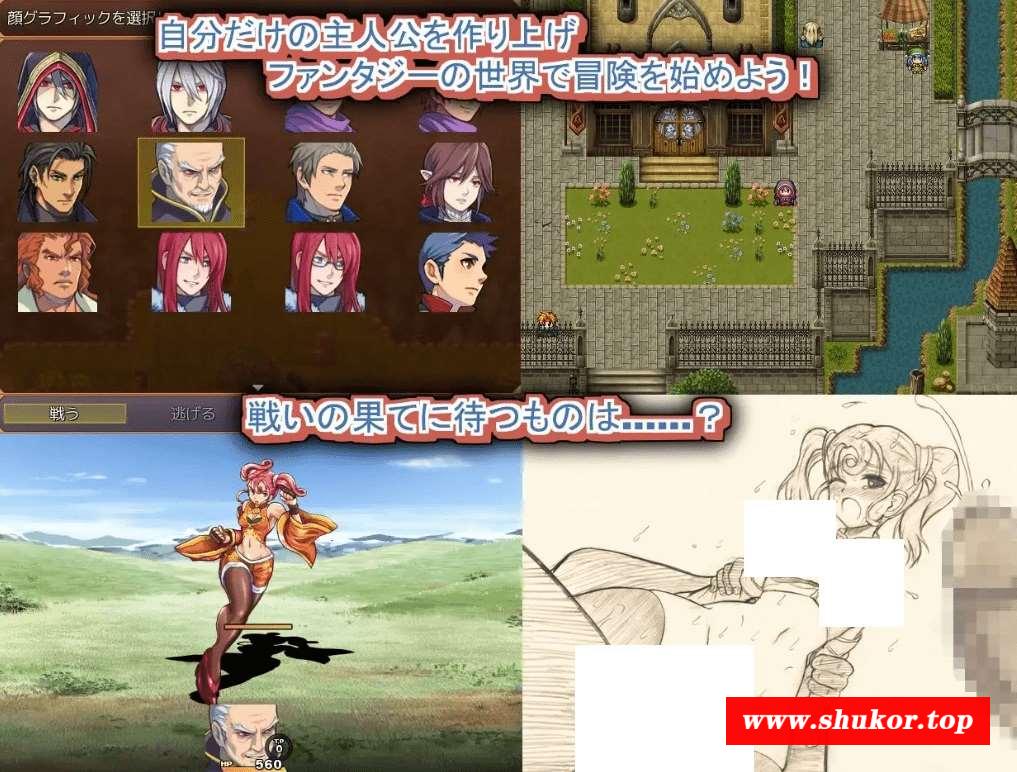 顔グラフィックを選択
自分だけの主人公を作り上げ
ファンタジーの世界で冒険を始めよう！
戦う
逃げる
戦いの果てに待つものは……？
TP
0
HP
560
www.shukor.top